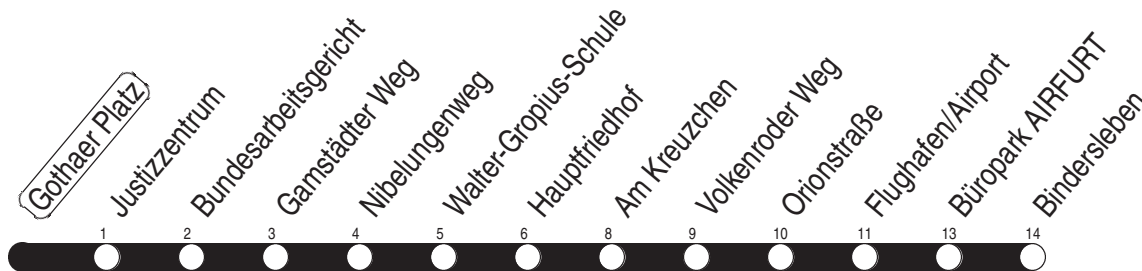 Gothaer Platz
Justizzentrum
Bundesarbeitsgericht
Gamstädter Weg
Nibelungenweg
Walter-Gropius-Schule
Hauptfriedhof
Am Kreuzchen
Volkenroder Weg
Orionstraße
Flughafen/Airport
Büropark AIRFURT
Bindersleben
1 2 3 4 5 6 8 9 10 11 13 14